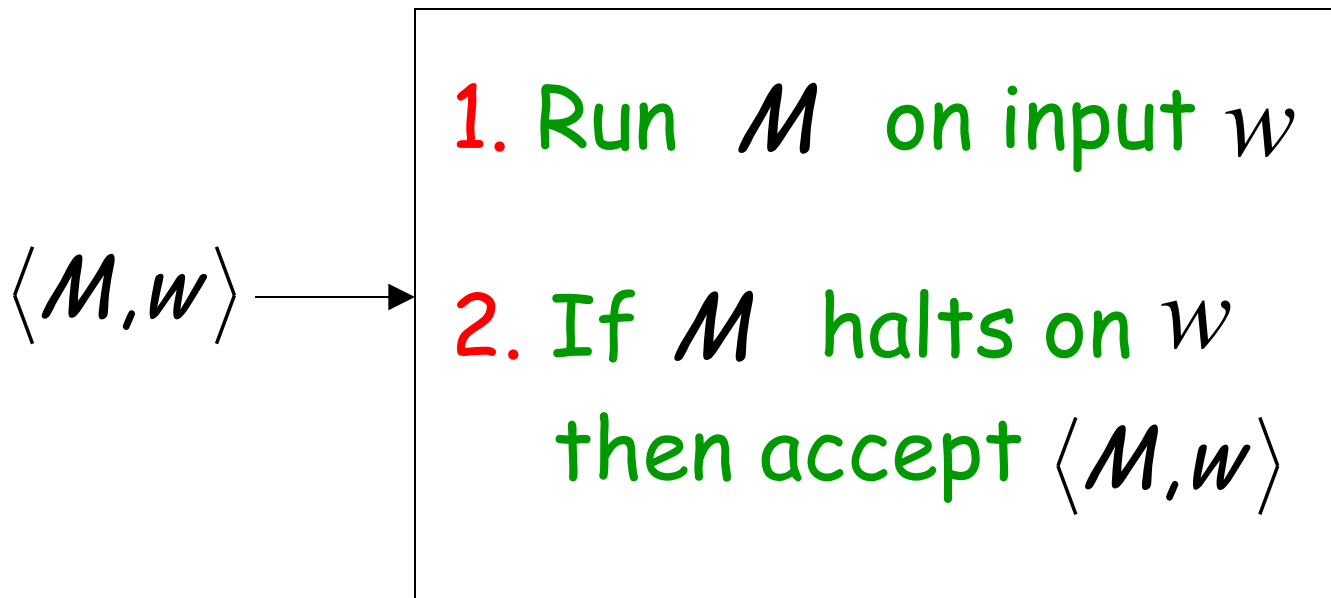 1. Run M on input w
⟨M,w⟩
2. If M halts on w
then accept ⟨M,w⟩